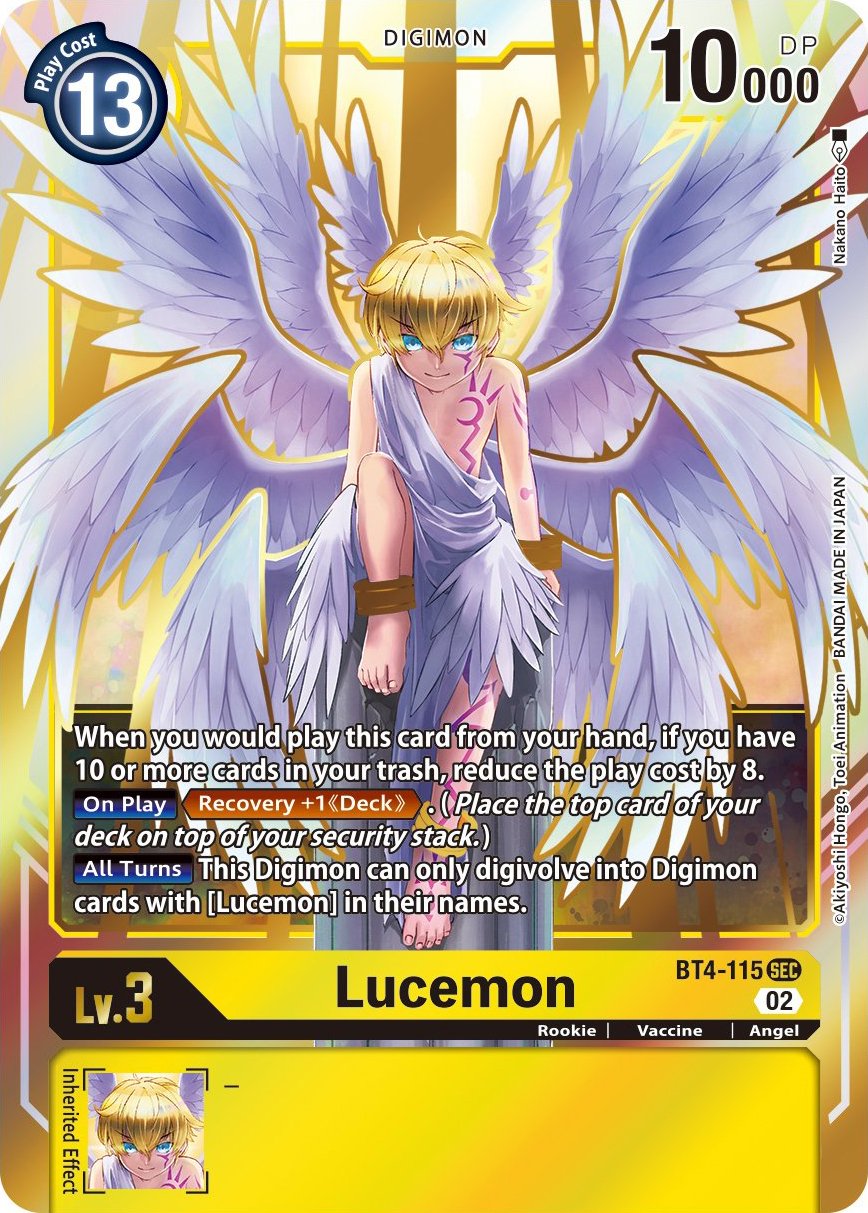 Play Cost
13
DIGIMON
DP
10000
Nakano Haito
When you would play this card from your hand, if you have
10 or more cards in your trash, reduce the play cost by 8.
On Play Recovery +1《Deck》. (Place the top card of your
deck on top of your security stack.)
All Turns This Digimon can only digivolve into Digimon
cards with [Lucemon] in their names.
©Akiyoshi Hongo, Toei Animation BANDAI MADE IN JAPAN
Lv.3
Lucemon
BT4-115 SEC
02
Rookie | Vaccine | Angel
Inherited Effect
–